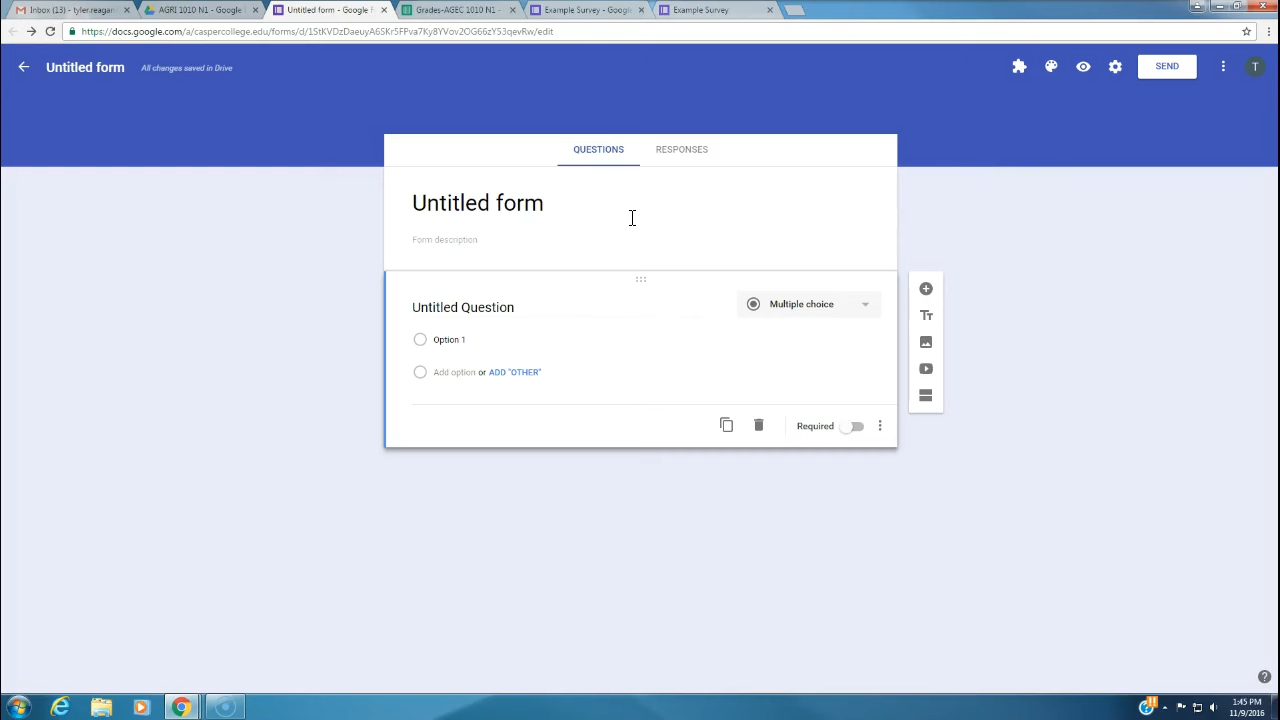 Inbox (13) - tyler.reagan
AGRI 1010 N1 - Google
Untitled form - Google F
Grades-AGEC 1010 N1 -
Example Survey - Google
Example Survey
https://docs.google.com/a/caspercollege.edu/forms/d/1StKVDzDaeuyA6SKr5FPva7Ky8YVov2OG66zYS3qevRw/edit
Untitled form
All changes saved in Drive
SEND
T
QUESTIONS
RESPONSES
Untitled form
Form description
Untitled Question
Multiple choice
Option 1
Add option or ADD "OTHER"
Required
1:45 PM
11/9/2016